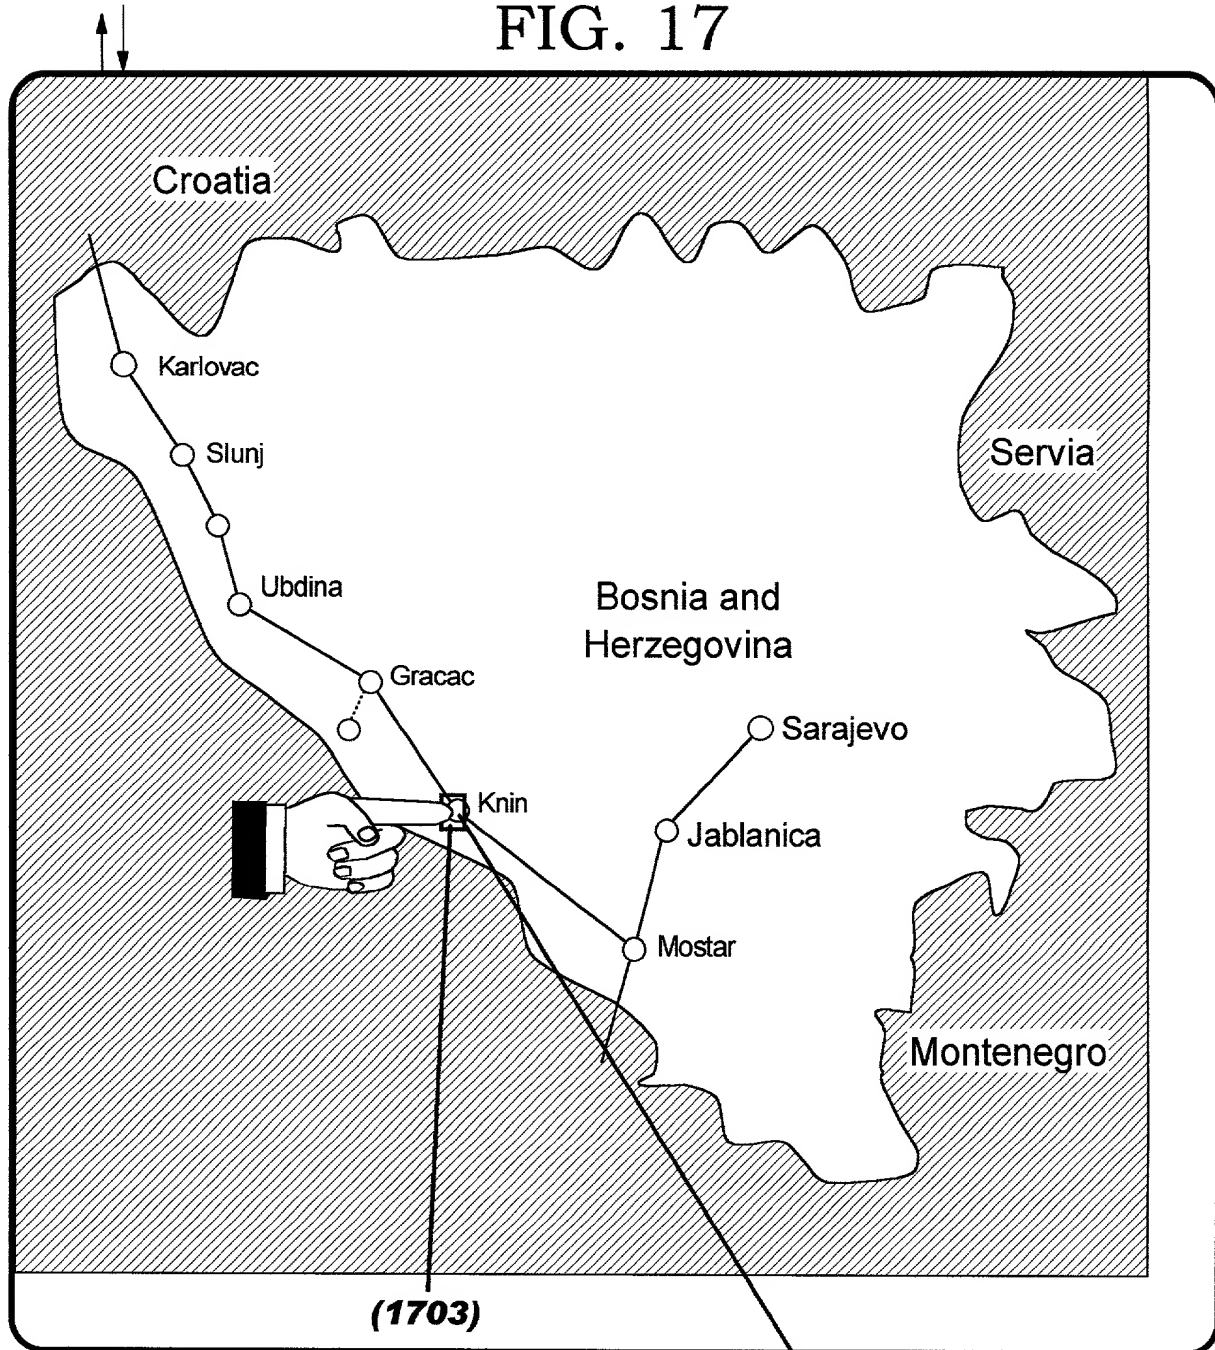 FIG. 17
Croatia
Karlovac
Slunj
Servia
Ubdina
Bosnia and
Herzegovina
Gracac
Sarajevo
Knin
Jablanica
Mostar
Montenegro
(1703)